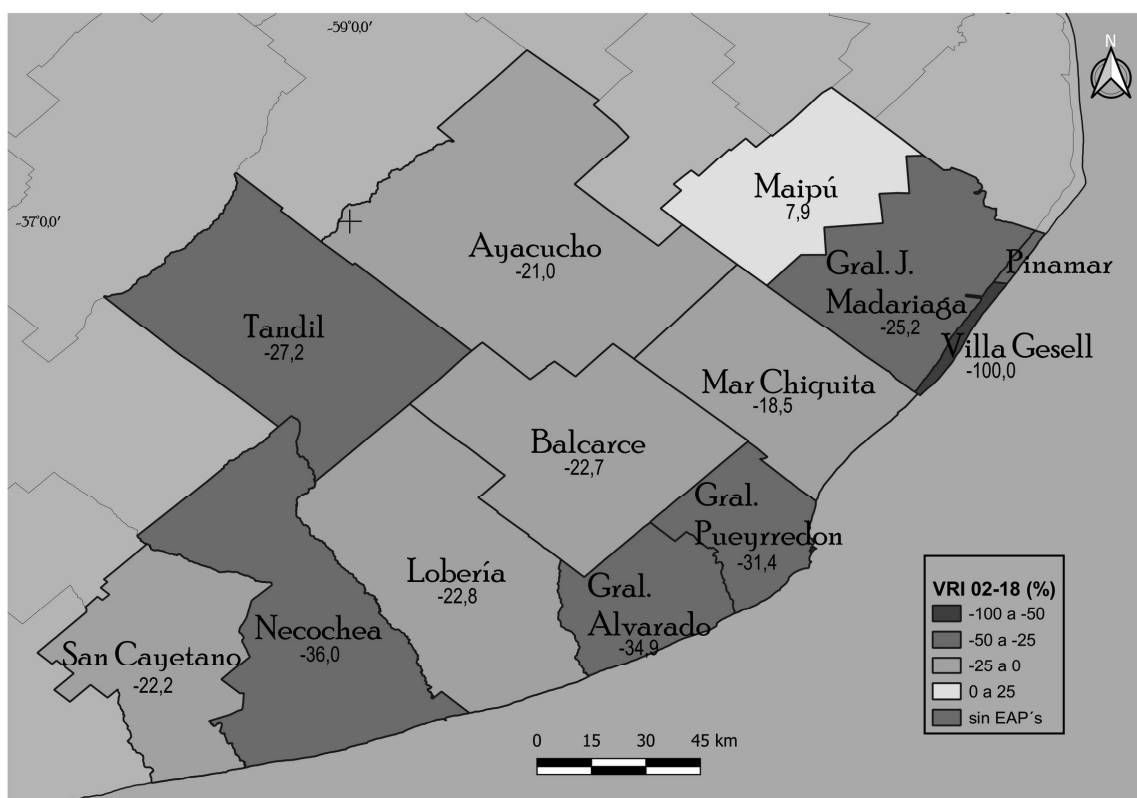 -59°0,0'
N
Maipú
7,9
-37°0,0'
Ayacucho
-21,0
Gral. J.
Madariaga
-25,2
Pinamar
Tandil
-27,2
Villa Gesell
-100,0
Mar Chiquita
-18,5
Balcarce
-22,7
Gral.
Pueyrredon
-31,4
Lobería
-22,8
Gral.
Alvarado
-34,9
Necochea
-36,0
San Cayetano
-22,2
VRI 02-18 (%)
-100 a -50
-50 a -25
-25 a 0
0 a 25
sin EAP´s
0 15 30 45 km